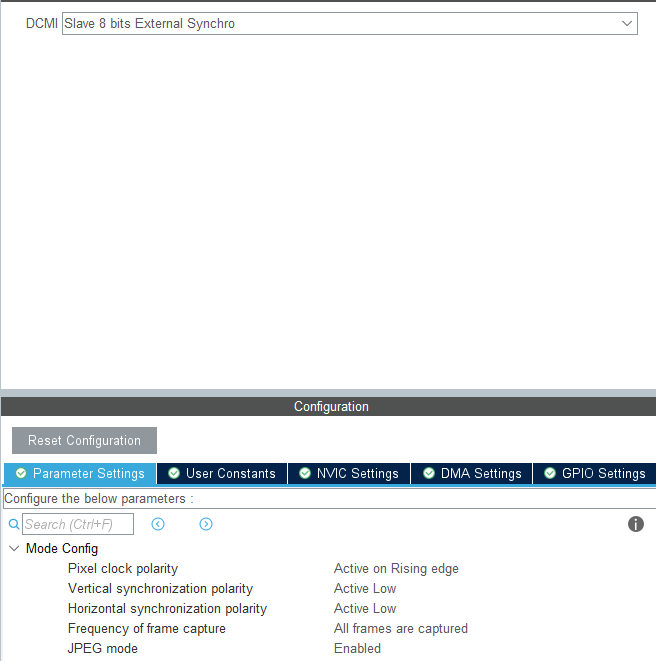 DCMI Slave 8 bits External Synchro
Configuration
Reset Configuration
Parameter Settings User Constants NVIC Settings DMA Settings GPIO Settings
Configure the below parameters :
Search (Ctrl+F)
Mode Config
Pixel clock polarity Active on Rising edge
Vertical synchronization polarity Active Low
Horizontal synchronization polarity Active Low
Frequency of frame capture All frames are captured
JPEG mode Enabled